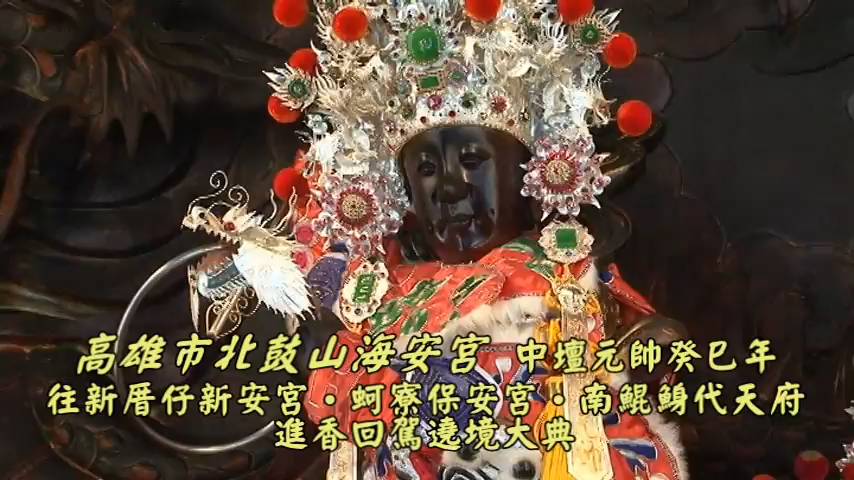 高雄市北鼓山海安宮 中壇元帥癸巳年
往新厝仔新安宮・蚵寮保安宮・南鯤鯓代天府
進香回駕遶境大典